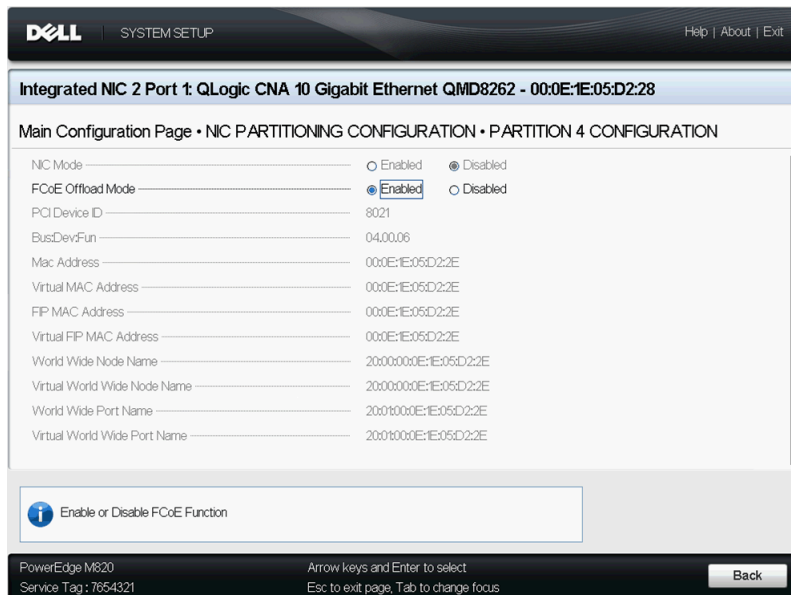 DELL SYSTEM SETUP Help | About | Exit
Integrated NIC 2 Port 1: QLogic CNA 10 Gigabit Ethernet QMD8262 - 00:0E:1E:05:D2:28
Main Configuration Page • NIC PARTITIONING CONFIGURATION • PARTITION 4 CONFIGURATION
NIC Mode Enabled Disabled
FCoE Offload Mode Enabled Disabled
PCI Device ID 8021
Bus:Dev:Fun 04.00.06
Mac Address 00:0E:1E:05:D2:2E
Virtual MAC Address 00:0E:1E:05:D2:2E
FIP MAC Address 00:0E:1E:05:D2:2E
Virtual FIP MAC Address 00:0E:1E:05:D2:2E
World Wide Node Name 20:00:00:0E:1E:05:D2:2E
Virtual World Wide Node Name 20:00:00:0E:1E:05:D2:2E
World Wide Port Name 20:01:00:0E:1E:05:D2:2E
Virtual World Wide Port Name 20:01:00:0E:1E:05:D2:2E
Enable or Disable FCoE Function
PowerEdge M820 Arrow keys and Enter to select
Service Tag : 7654321 Esc to exit page, Tab to change focus
Back